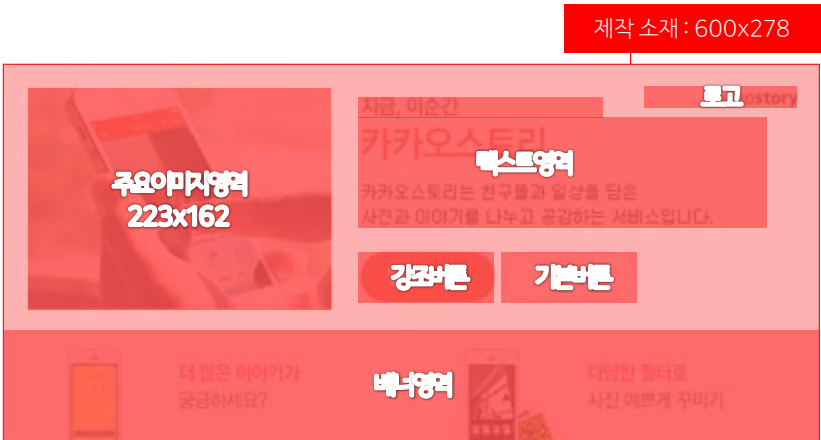 제작 소재 : 600x278
로고
ostory
지금, 이순간
카카오스토리
텍스트영역
카카오스토리는 친구들과 일상을 담은
사진과 이야기를 나누고 공감하는 서비스입니다.
주요이미지영역
223x162
강조버튼
기본버튼
더 많은 이야기가
궁금하세요?
배너영역
다양한 필터로
사진 예쁘게 꾸미기